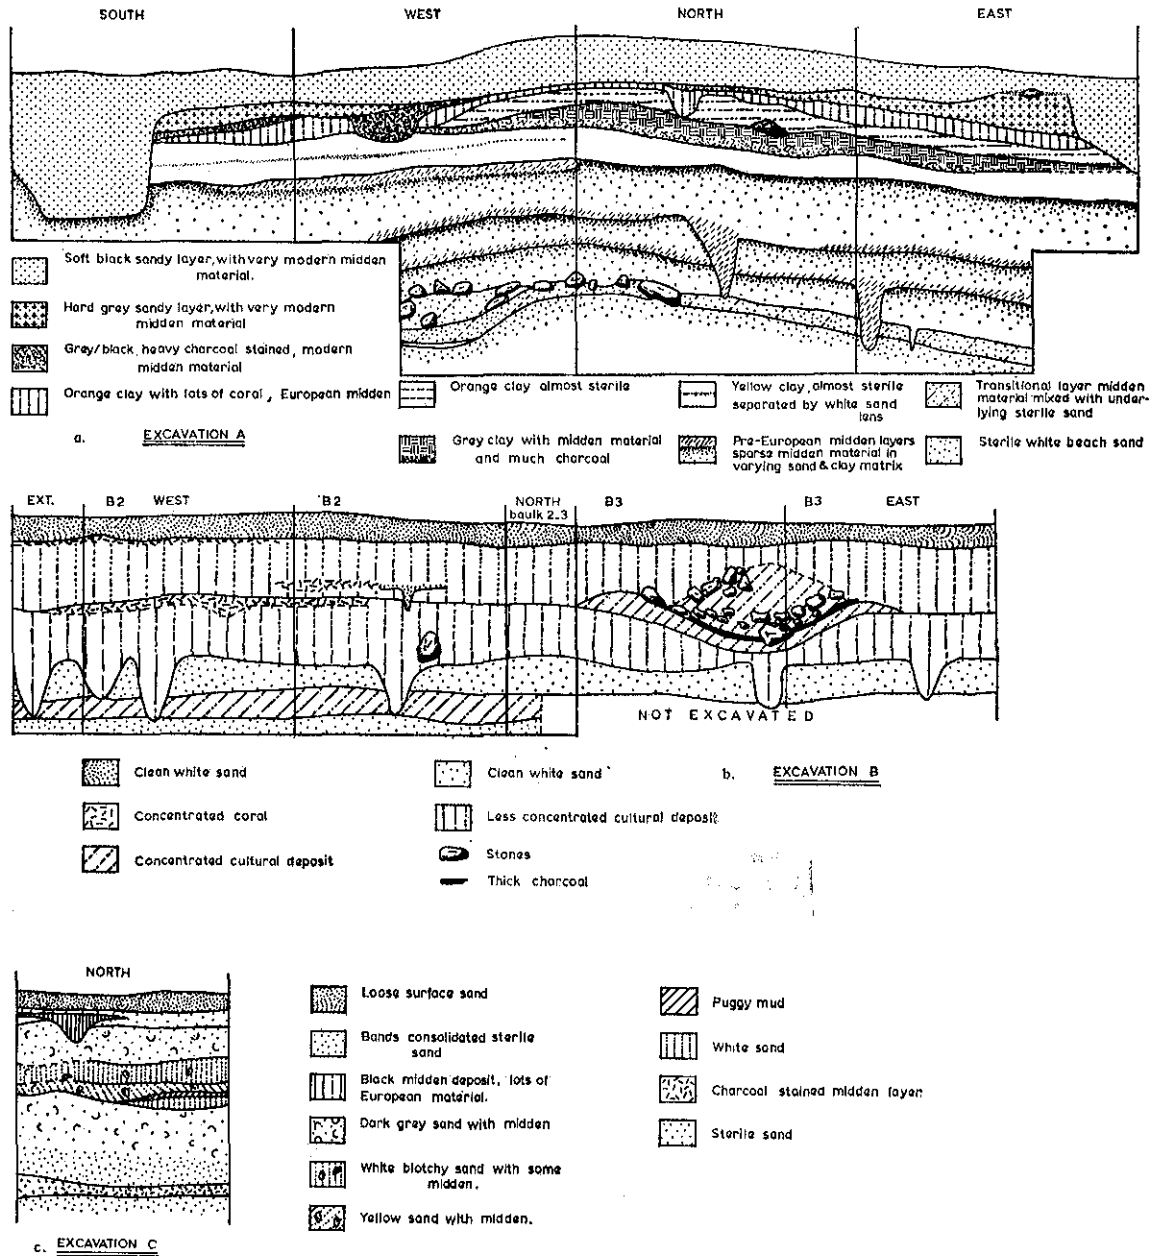 SOUTH WEST NORTH EAST
Soft black sandy layer, with very modern midden
material.
Hard grey sandy layer, with very modern
midden material
Grey/black, heavy charcoal stained, modern
midden material
Orange clay with lots of coral, European midden
Orange clay almost sterile
Yellow clay, almost sterile
separated by white sand
lens
Transitional layer midden
material mixed with under-
lying sterile sand
Grey clay with midden material
and much charcoal
Pre-European midden layers
sparse midden material in
varying sand & clay matrix
Sterile white beach sand
a. EXCAVATION A
EXT. B2 WEST B2 NORTH B3 B3 EAST
baulk 2-3
NOT EXCAVATED
Clean white sand
Concentrated coral
Concentrated cultural deposit
Clean white sand
Less concentrated cultural deposit
Stones
Thick charcoal
b. EXCAVATION B
NORTH
Loose surface sand
Bands consolidated sterile
sand
Black midden deposit, lots of
European material.
Dark grey sand with midden
White blotchy sand with some
midden.
Yellow sand with midden.
Puggy mud
White sand
Charcoal stained midden layer
Sterile sand
c. EXCAVATION C